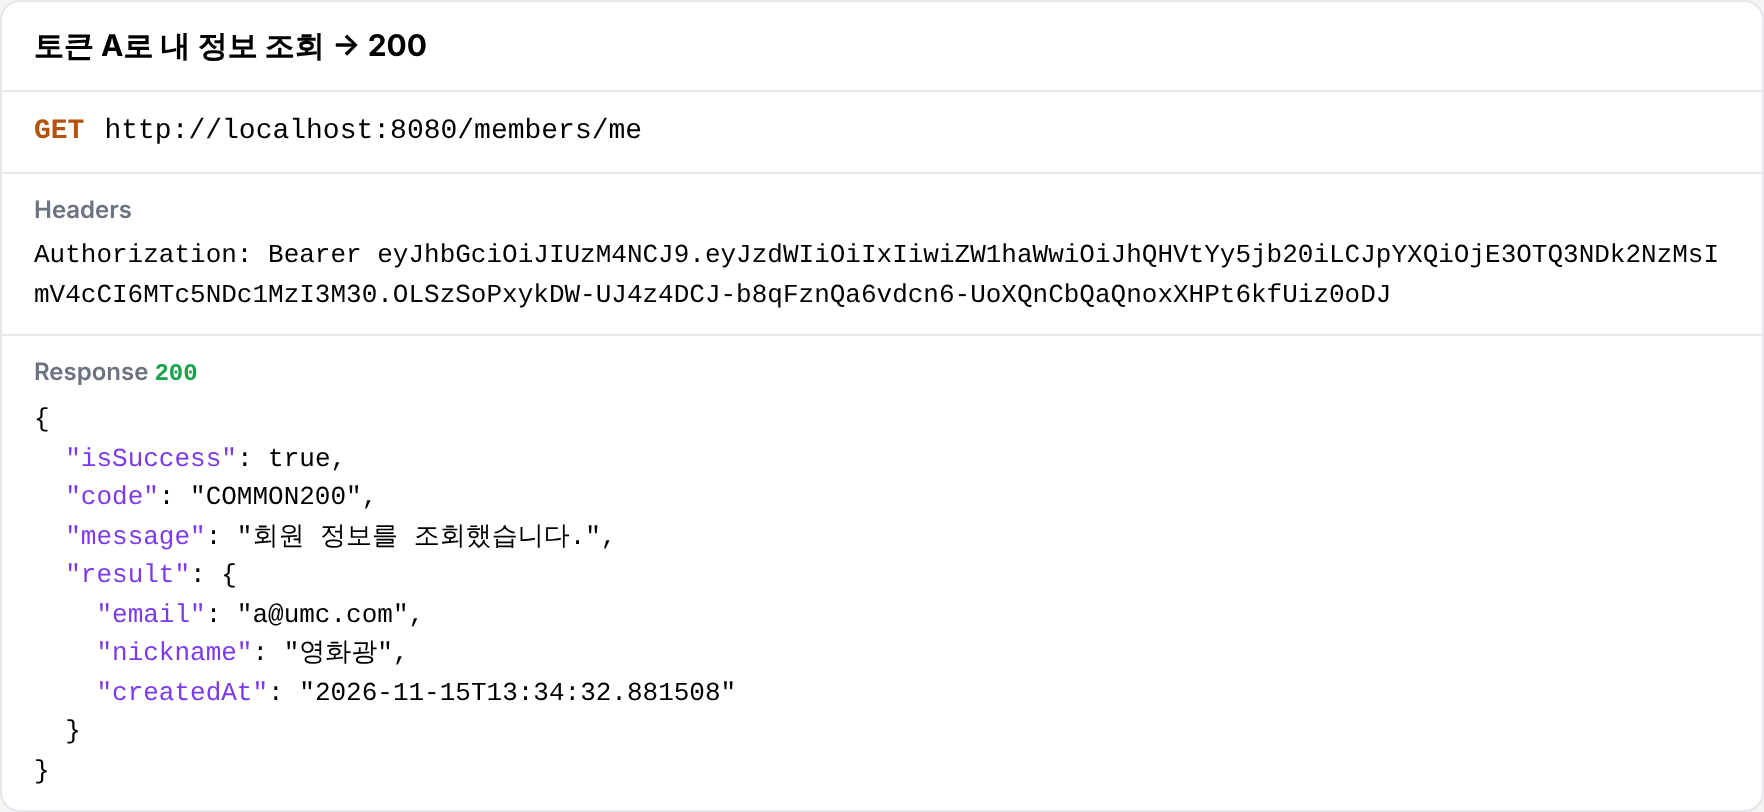 토큰 A로 내 정보 조회 → 200
GET http://localhost:8080/members/me
Headers
Authorization: Bearer eyJhbGciOiJIUzM4NCJ9.eyJzdWIiOiIxIiwiZW1haWwiOiJhQHVtYy5jb20iLCJpYXQiOjE3OTQ3NDk2NzMsI
mV4cCI6MTc5NDc1MzI3M30.OLSzSoPxykDW-UJ4z4DCJ-b8qFznQa6vdcn6-UoXQnCbQaQnoxXHPt6kfUiz0oDJ
Response 200
{
  "isSuccess": true,
  "code": "COMMON200",
  "message": "회원 정보를 조회했습니다.",
  "result": {
    "email": "a@umc.com",
    "nickname": "영화광",
    "createdAt": "2026-11-15T13:34:32.881508"
  }
}